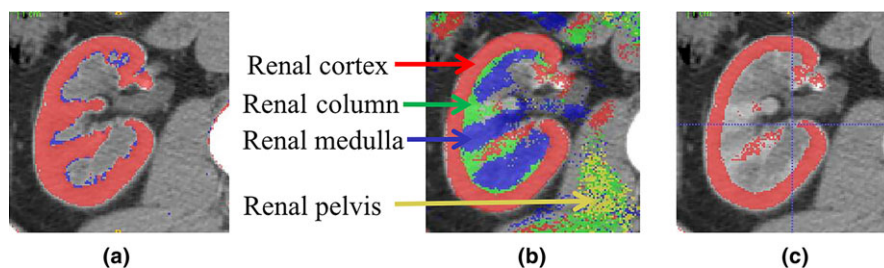 Renal cortex
Renal column
Renal medulla
Renal pelvis
(a)
(b)
(c)